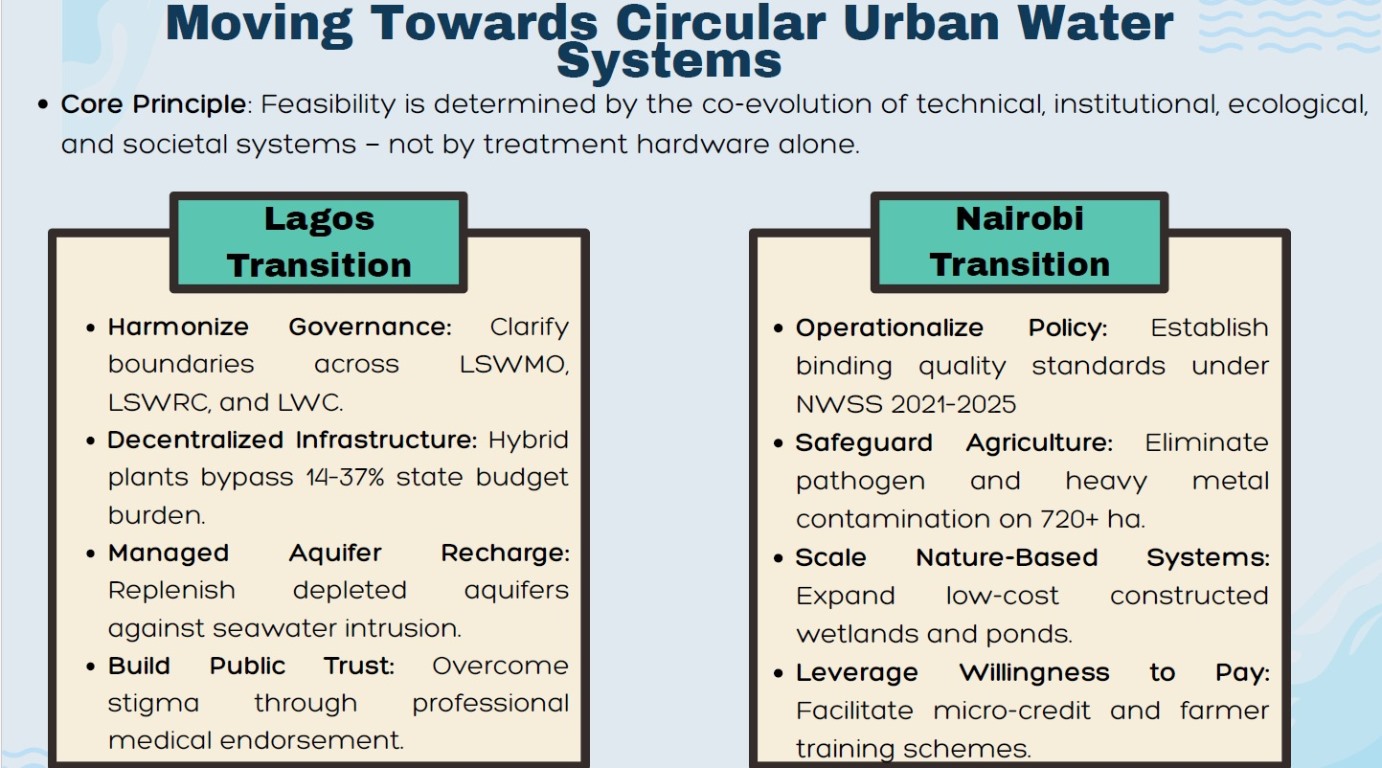 Moving Towards Circular Urban Water
Systems
• Core Principle: Feasibility is determined by the co-evolution of technical, institutional, ecological,
and societal systems – not by treatment hardware alone.
Lagos
Transition
• Harmonize Governance: Clarify
boundaries across LSWMO,
LSWRC, and LWC.
• Decentralized Infrastructure: Hybrid
plants bypass 14-37% state budget
burden.
• Managed Aquifer Recharge:
Replenish depleted aquifers
against seawater intrusion.
• Build Public Trust: Overcome
stigma through professional
medical endorsement.
Nairobi
Transition
• Operationalize Policy: Establish
binding quality standards under
NWSS 2021-2025
• Safeguard Agriculture: Eliminate
pathogen and heavy metal
contamination on 720+ ha.
• Scale Nature-Based Systems:
Expand low-cost constructed
wetlands and ponds.
• Leverage Willingness to Pay:
Facilitate micro-credit and farmer
training schemes.